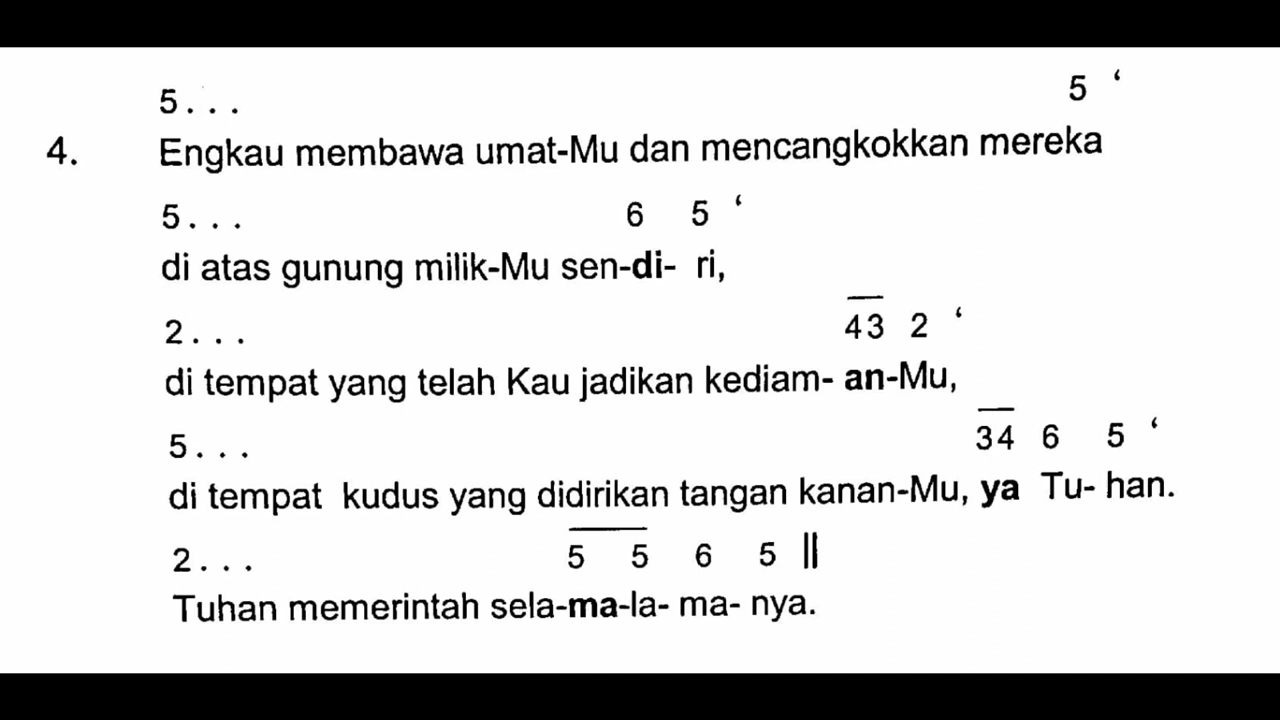 5... 5 ‘
4. Engkau membawa umat-Mu dan mencangkokkan mereka
5... 6 5 ‘
di atas gunung milik-Mu sen-di- ri,
2... 43 2 ‘
di tempat yang telah Kau jadikan kediam- an-Mu,
5... 34 6 5 ‘
di tempat kudus yang didirikan tangan kanan-Mu, ya Tu- han.
2... 5 5 6 5 ||
Tuhan memerintah sela-ma-la- ma- nya.